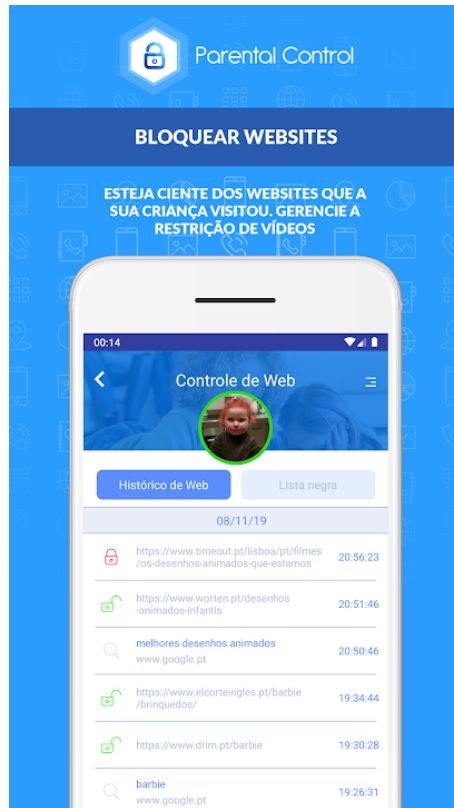 Parental Control
BLOQUEAR WEBSITES
ESTEJA CIENTE DOS WEBSITES QUE A
SUA CRIANÇA VISITOU. GERENCIE A
RESTRIÇÃO DE VÍDEOS
00:14
Controle de Web
Histórico de Web
Lista negra
08/11/19
https://www.timeout.pt/lisboa/pt/filmes
/os-desenhos-animados-que-estamos
20:56:23
https://www.worten.pt/desenhos
-animados-infantis
20:51:46
melhores desenhos animados
www.google.pt
20:50:46
https://www.elcorteingles.pt/barbie
/brinquedos/
19:34:44
https://www.drim.pt/barbie
19:30:28
barbie
www.google.pt
19:26:31